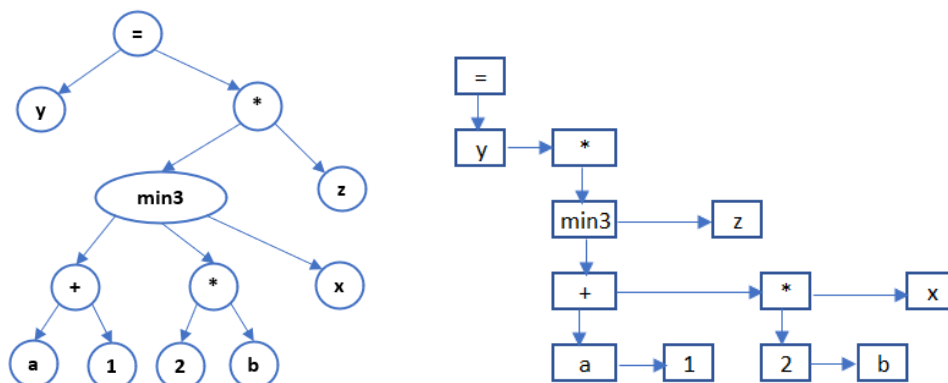 =
y *
min3 z
+ * x
a 1 2 b
=
y *
min3 z
+ * x
a 1 2 b